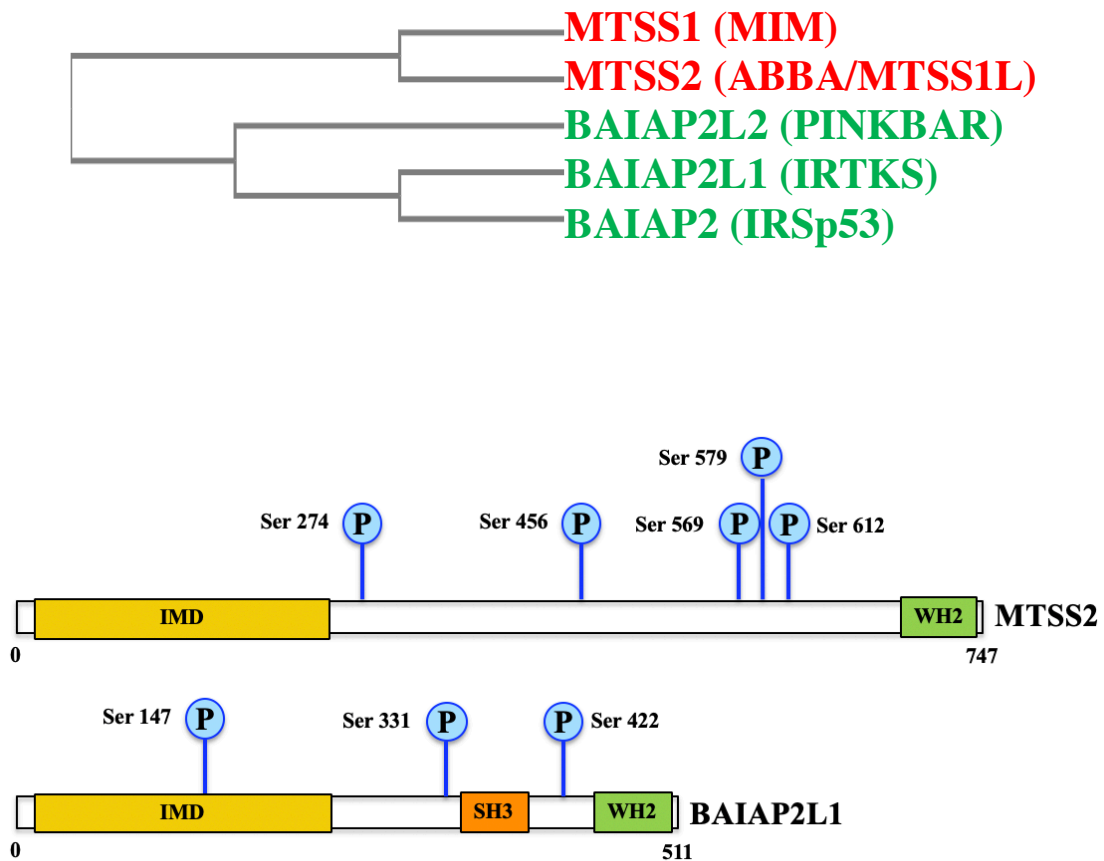 MTSS1 (MIM)
MTSS2 (ABBA/MTSS1L)
BAIAP2L2 (PINKBAR)
BAIAP2L1 (IRTKS)
BAIAP2 (IRSp53)
Ser 579 P
Ser 274 P
Ser 456 P
Ser 569 P
P Ser 612
IMD
WH2
MTSS2
0
747
Ser 147 P
Ser 331 P
P Ser 422
IMD
SH3
WH2
BAIAP2L1
0
511